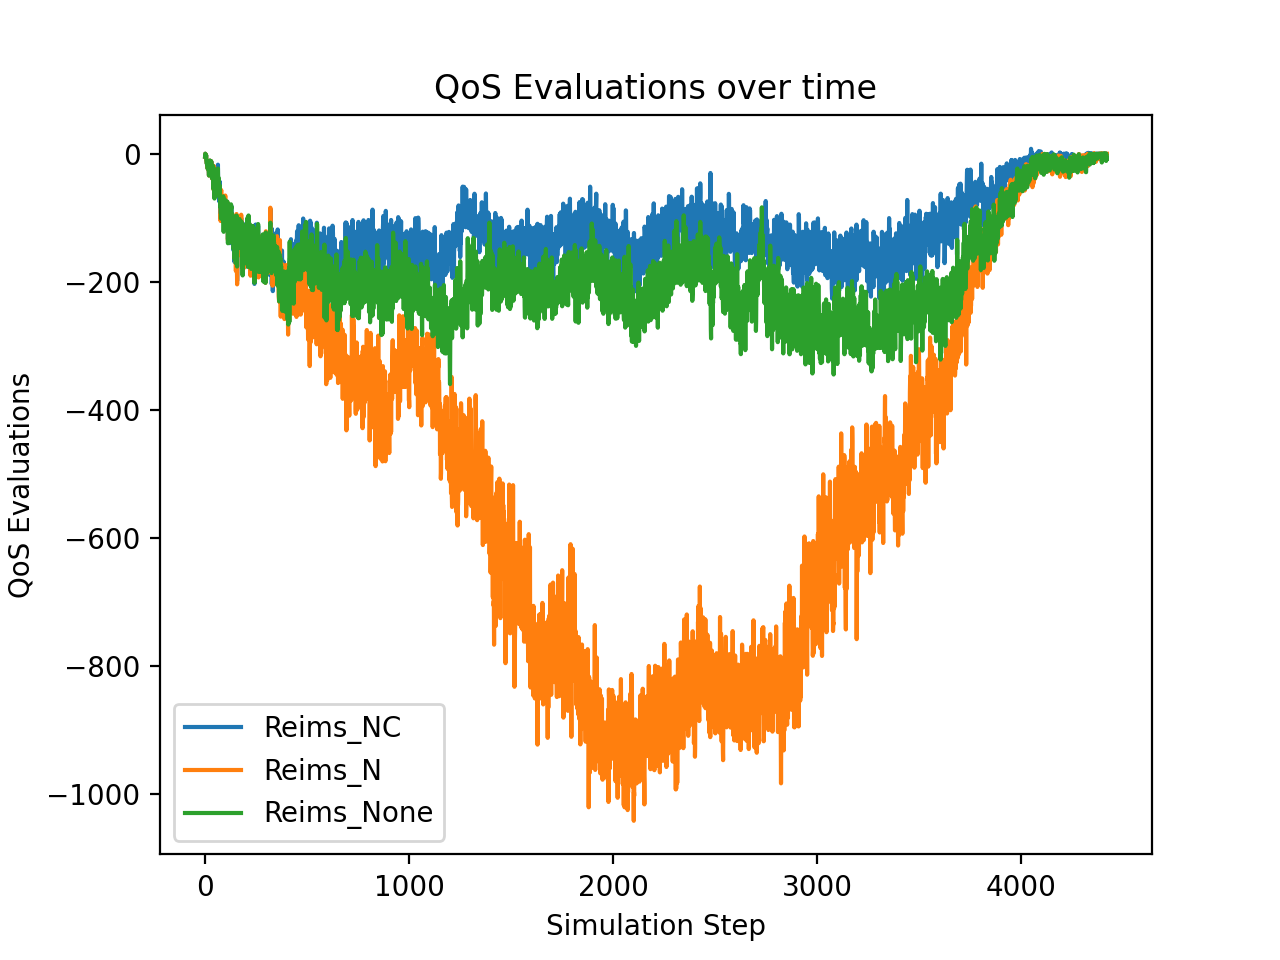 QoS Evaluations over time
QoS Evaluations
0
−200
−400
−600
−800
−1000
Reims_NC
Reims_N
Reims_None
0 1000 2000 3000 4000
Simulation Step